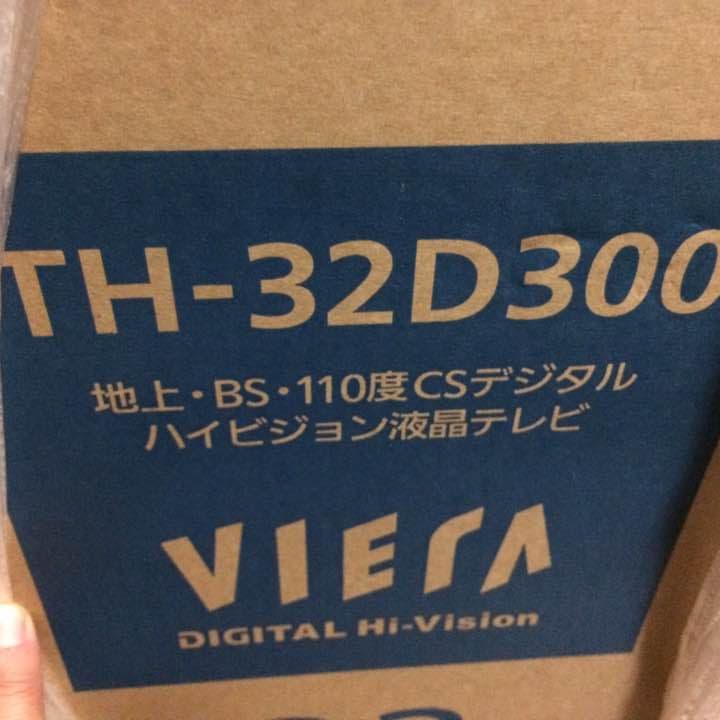 TH-32D300
地上・BS・110度CSデジタル
ハイビジョン液晶テレビ
VIERA
DIGITAL Hi-Vision